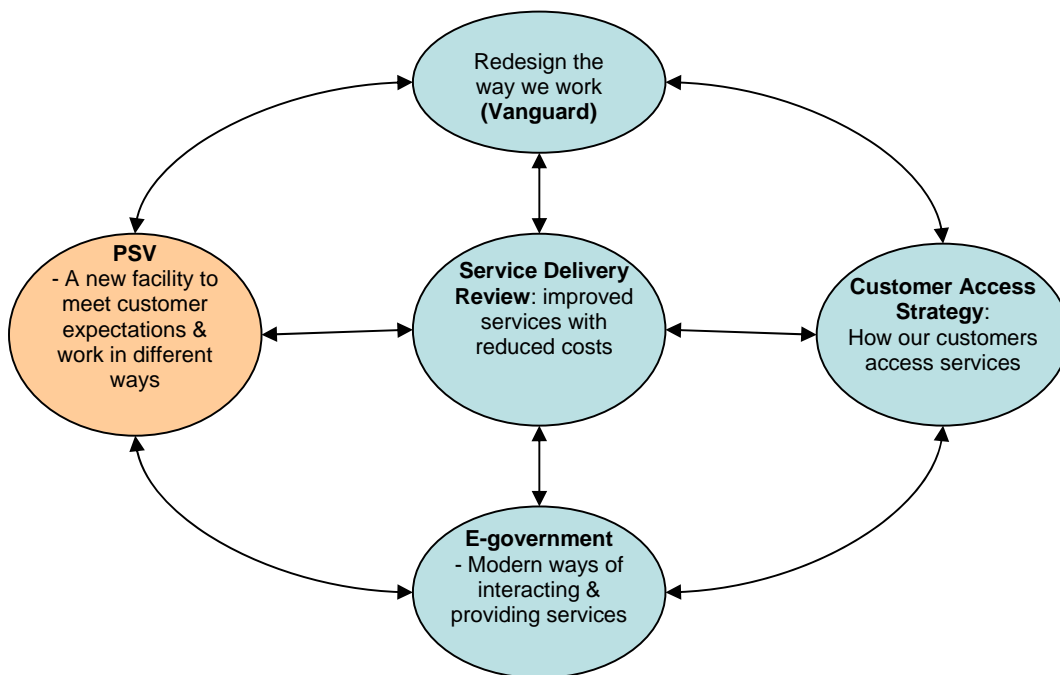 Redesign the
way we work
(Vanguard)
PSV
- A new facility to
meet customer
expectations &
work in different
ways
Service Delivery
Review: improved
services with
reduced costs
Customer Access
Strategy:
How our customers
access services
E-government
- Modern ways of
interacting &
providing services